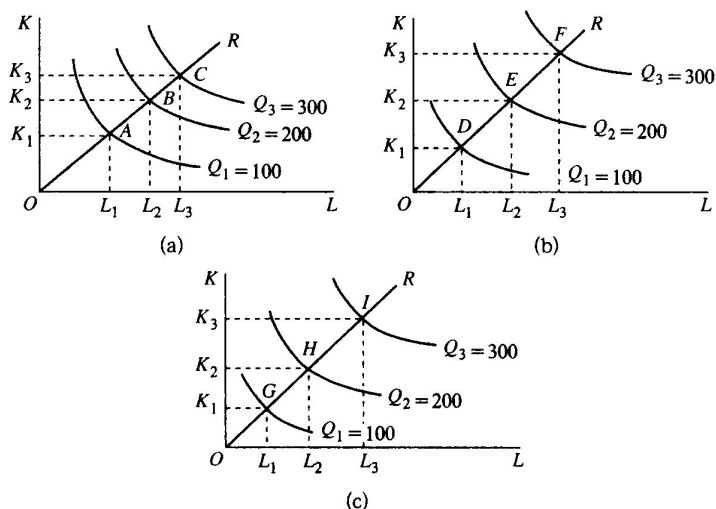 K
R
F
R
K₃
C
K₃
Q₃ = 300
K₂
B
Q₃ = 300
K₂
E
Q₂ = 200
K₁
A
Q₂ = 200
K₁
D
Q₁ = 100
Q₁ = 100
O
L₁
L₂
L₃
L
O
L₁
L₂
L₃
L
(a)
(b)
K
I
R
K₃
Q₃ = 300
K₂
H
Q₂ = 200
K₁
G
Q₁ = 100
O
L₁
L₂
L₃
L
(c)
K